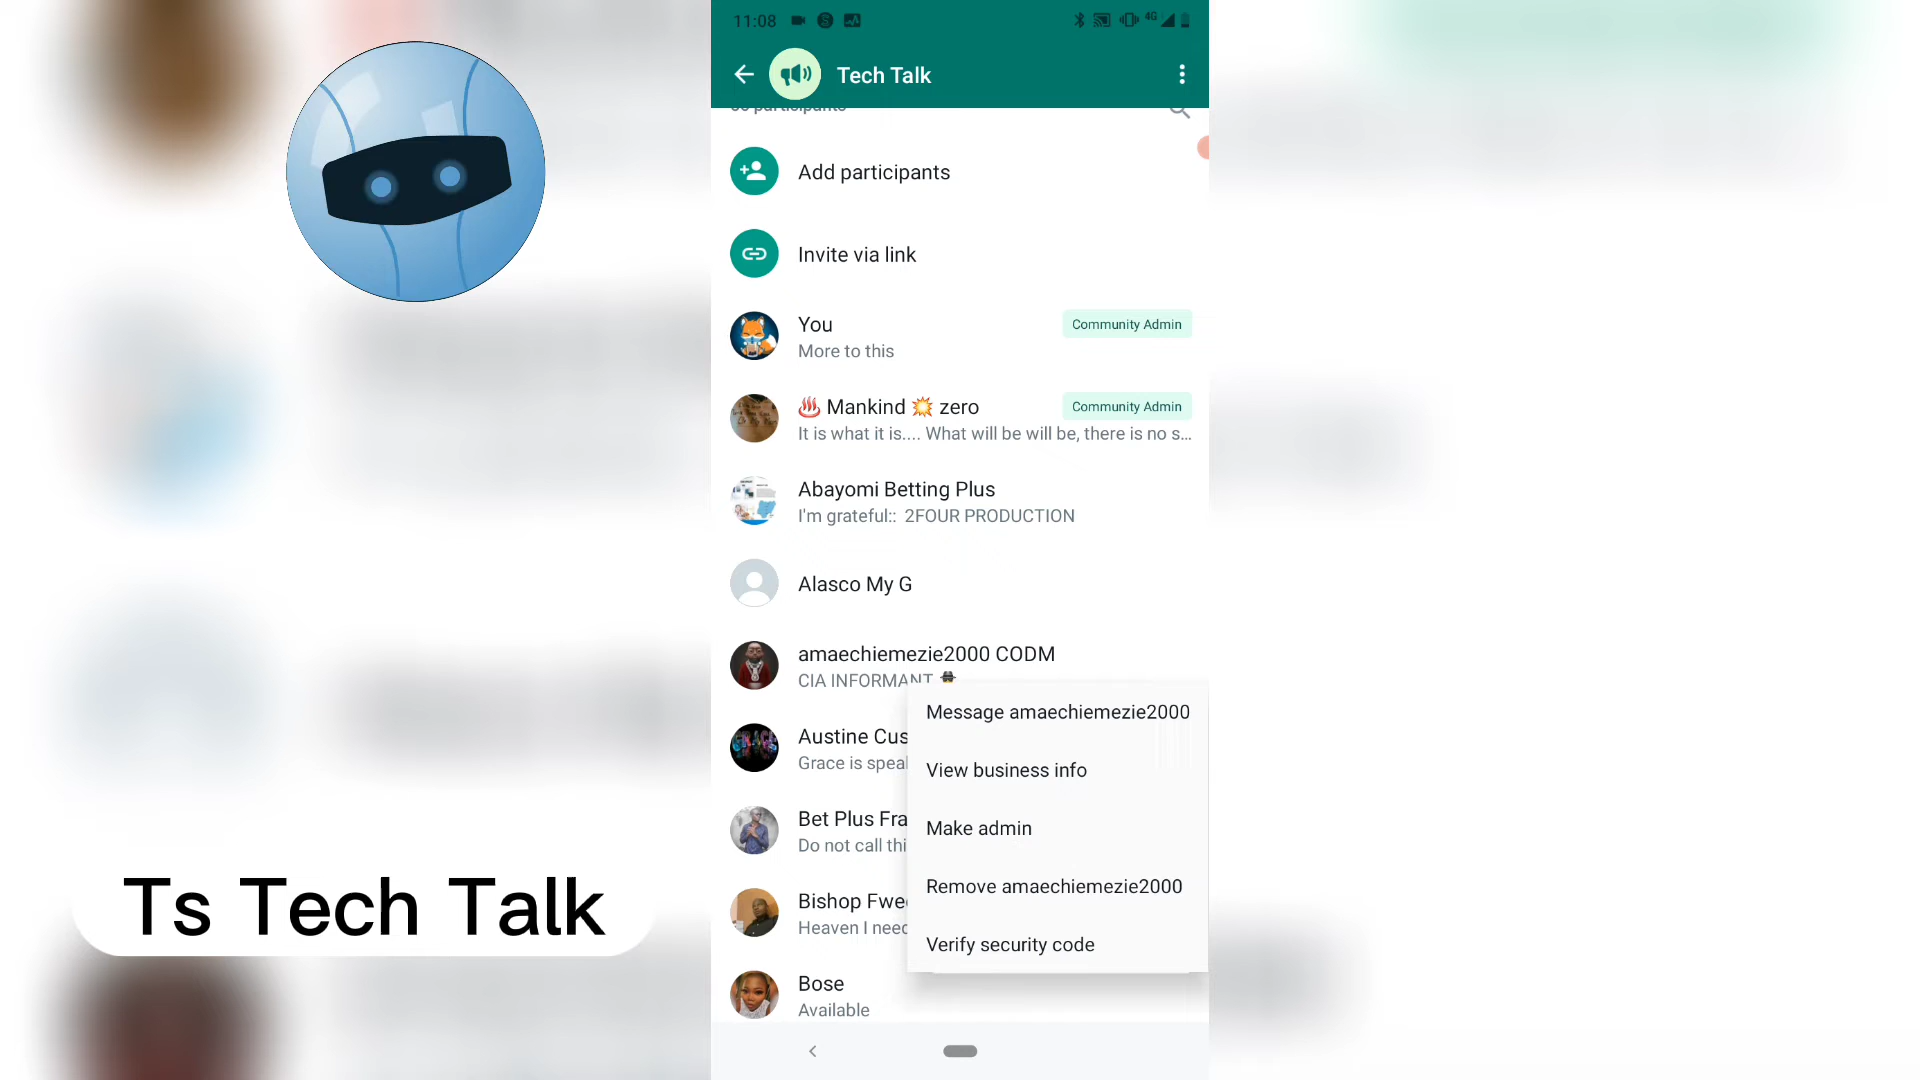 11:08
4G
Tech Talk
participants
Add participants
Invite via link
You
Community Admin
More to this
♨️ Mankind 💥 zero
Community Admin
It is what it is.... What will be will be, there is no s...
Abayomi Betting Plus
I'm grateful:: 2FOUR PRODUCTION
Alasco My G
amaechiemezie2000 CODM
CIA INFORMANT
Message amaechiemezie2000
Austine Cus
Grace is speak
View business info
Bet Plus Fra
Do not call thi
Make admin
Remove amaechiemezie2000
Bishop Fwe
Heaven I need
Verify security code
Bose
Available
Ts Tech Talk